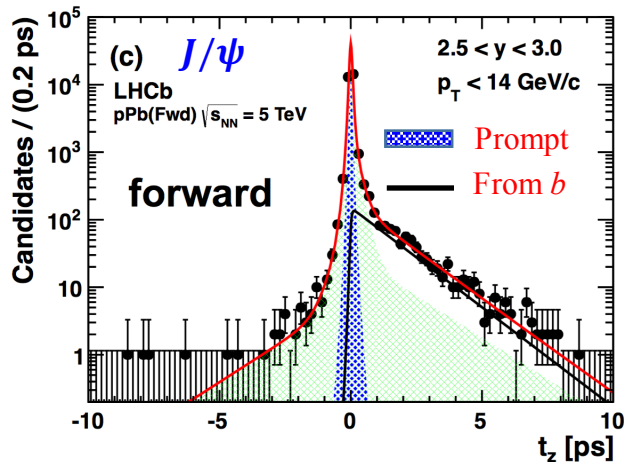 (c) J/ψ
LHCb
pPb(Fwd) √s_NN = 5 TeV
2.5 < y < 3.0
p_T < 14 GeV/c
Prompt
From b
forward
Candidates / (0.2 ps)
10^5
10^4
10^3
10^2
10
1
-10 -5 0 5 10
t_z [ps]